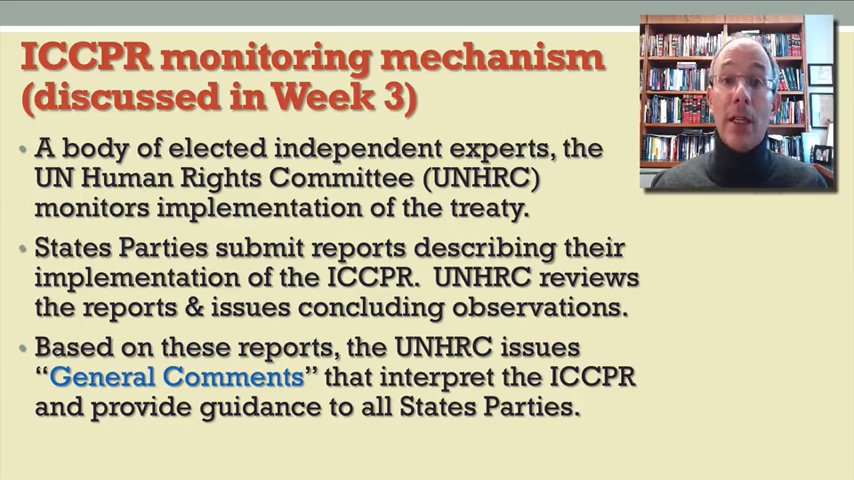 ICCPR monitoring mechanism
(discussed in Week 3)
• A body of elected independent experts, the
UN Human Rights Committee (UNHRC)
monitors implementation of the treaty.
• States Parties submit reports describing their
implementation of the ICCPR. UNHRC reviews
the reports & issues concluding observations.
• Based on these reports, the UNHRC issues
“General Comments” that interpret the ICCPR
and provide guidance to all States Parties.